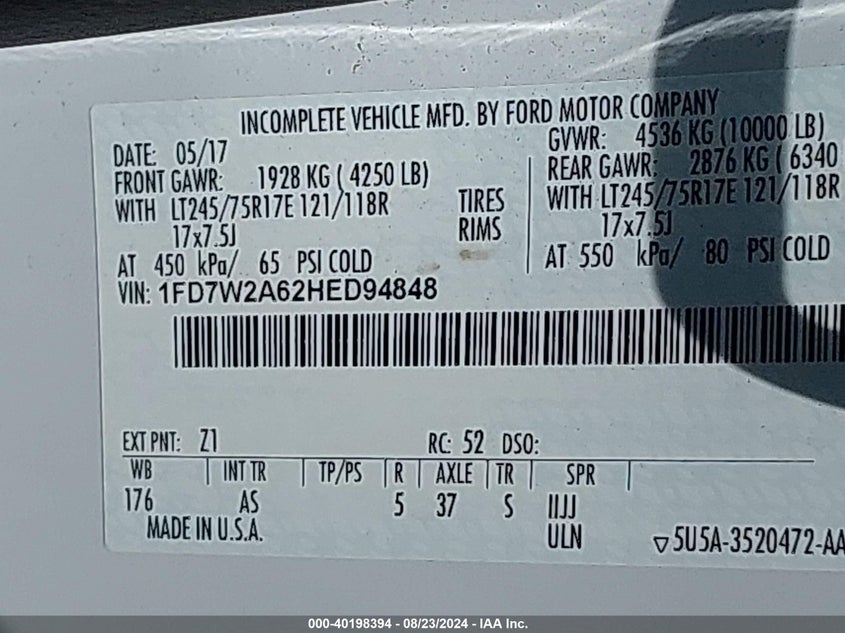 INCOMPLETE VEHICLE MFD. BY FORD MOTOR COMPANY
DATE: 05/17
GVWR: 4536 KG (10000 LB)
FRONT GAWR: 1928 KG ( 4250 LB)
REAR GAWR: 2876 KG ( 6340
WITH LT245/75R17E 121/118R
TIRES
WITH LT245/75R17E 121/118R
17x7.5J
RIMS
17x7.5J
AT 450 kPa/ 65 PSI COLD
AT 550 kPa/ 80 PSI COLD
VIN: 1FD7W2A62HED94848
EXT PNT: Z1 RC: 52 DSO:
WB INT TR TP/PS R AXLE TR SPR
176 AS 5 37 S IIJJ
MADE IN U.S.A. ULN 5U5A-3520472-AA
000-40198394 - 08/23/2024 - IAA Inc.